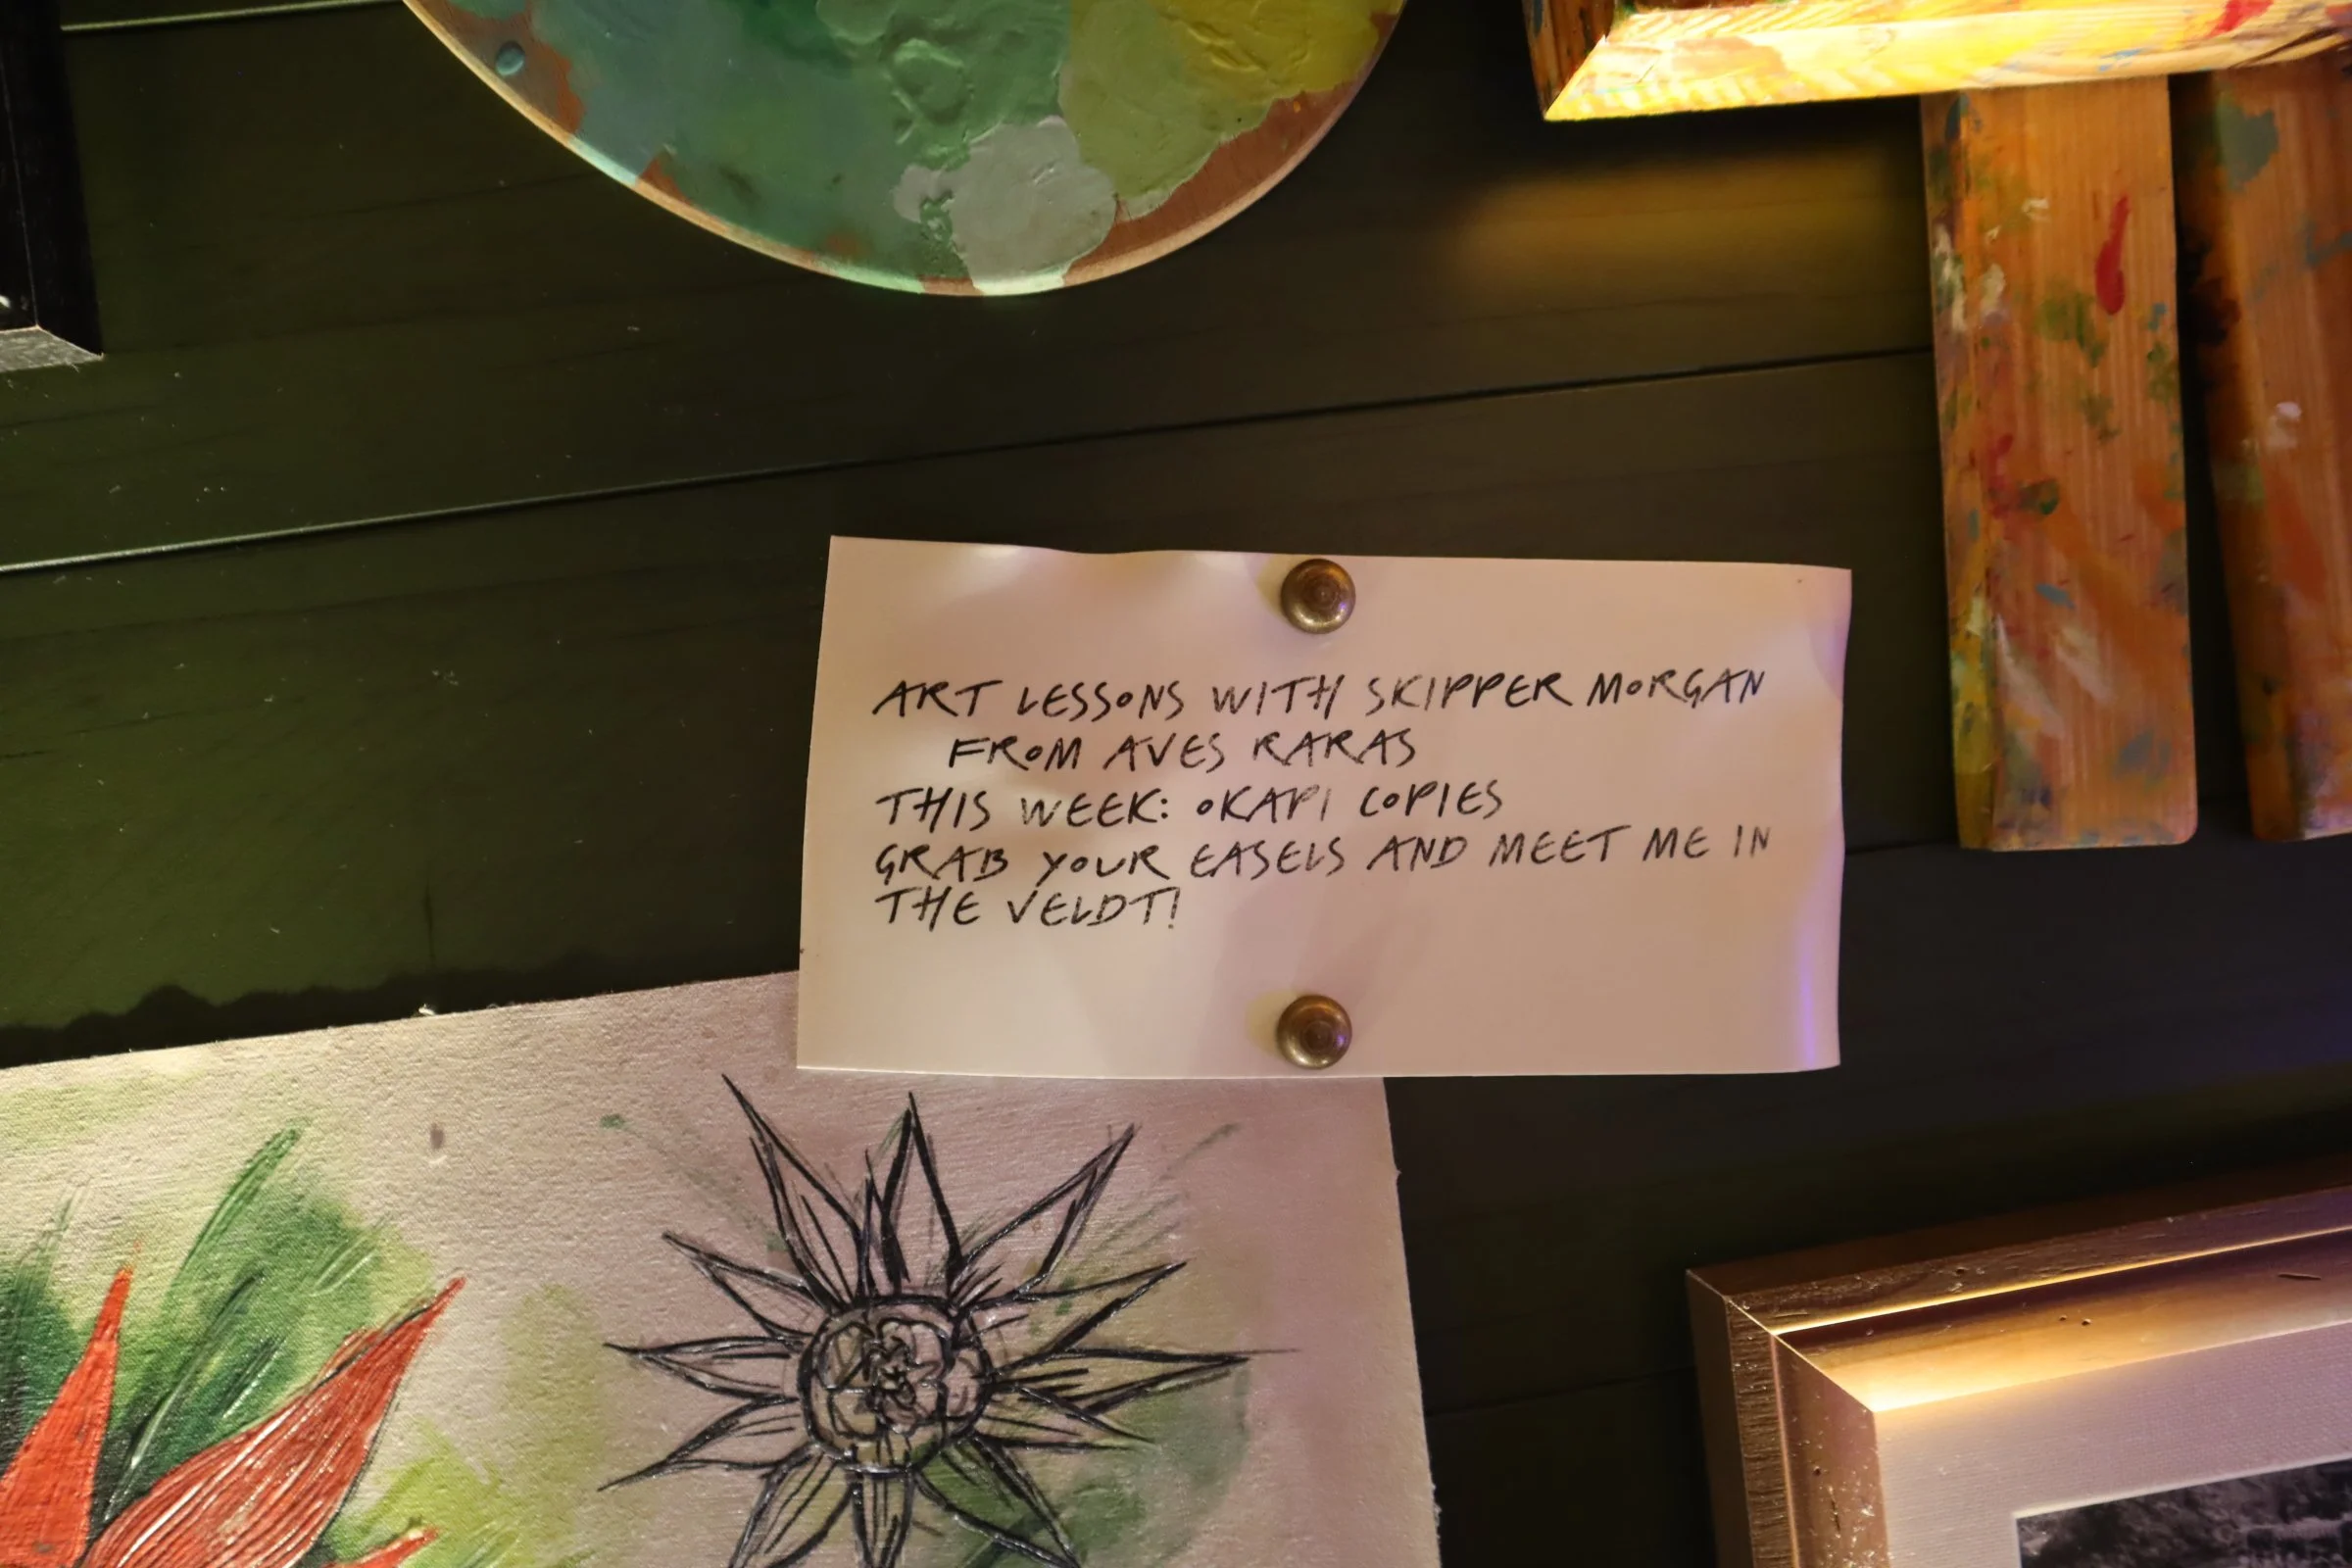 ART LESSONS WITH SKIPPER MORGAN
FROM AVES RARAS
THIS WEEK: OKAPI COPIES
GRAB YOUR EASELS AND MEET ME IN
THE VELDT!